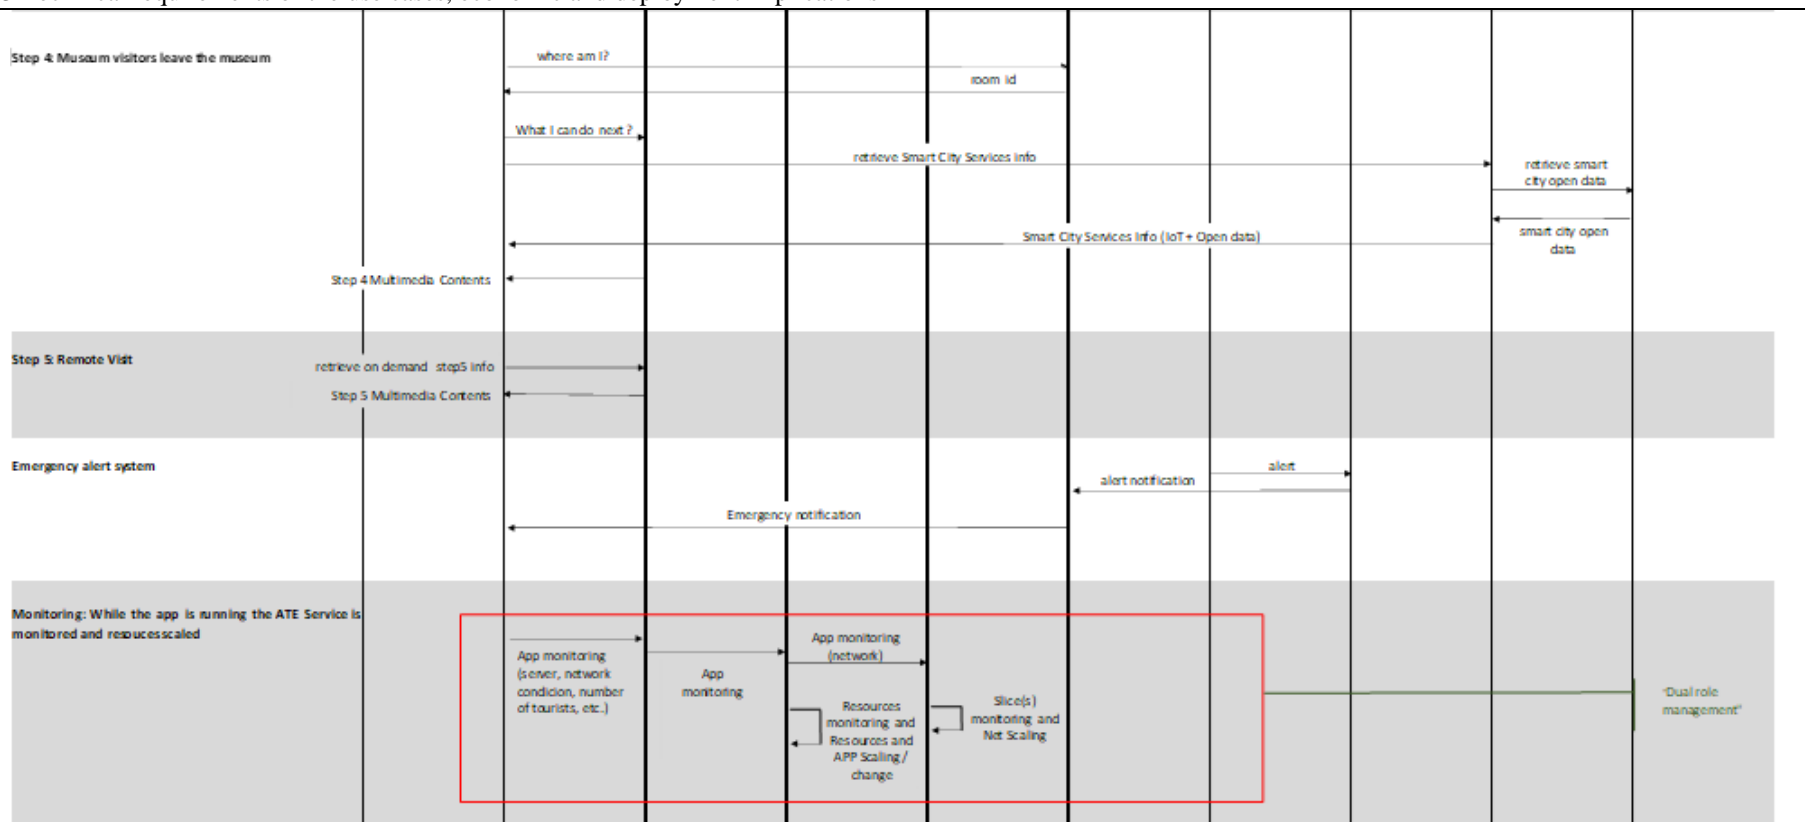 Step 4: Museum visitors leave the museum
where am I?
room id
What I can do next ?
retrieve Smart City Services Info
retrieve smart
city open data
Smart City Services Info (IoT + Open data)
smart city open
data
Step 4 Multimedia Contents
Step 5: Remote Visit
retrieve on demand step5 info
Step 5 Multimedia Contents
Emergency alert system
alert
alert notification
Emergency notification
Monitoring: While the app is running the ATE Service is
monitored and resouces scaled
App monitoring
(server, network
condicion, number
of tourists, etc.)
App
monitoring
App monitoring
(network)
Resources
monitoring and
Resources and
APP Scaling /
change
Slice(s)
monitoring and
Net Scaling
"Dual role
management"